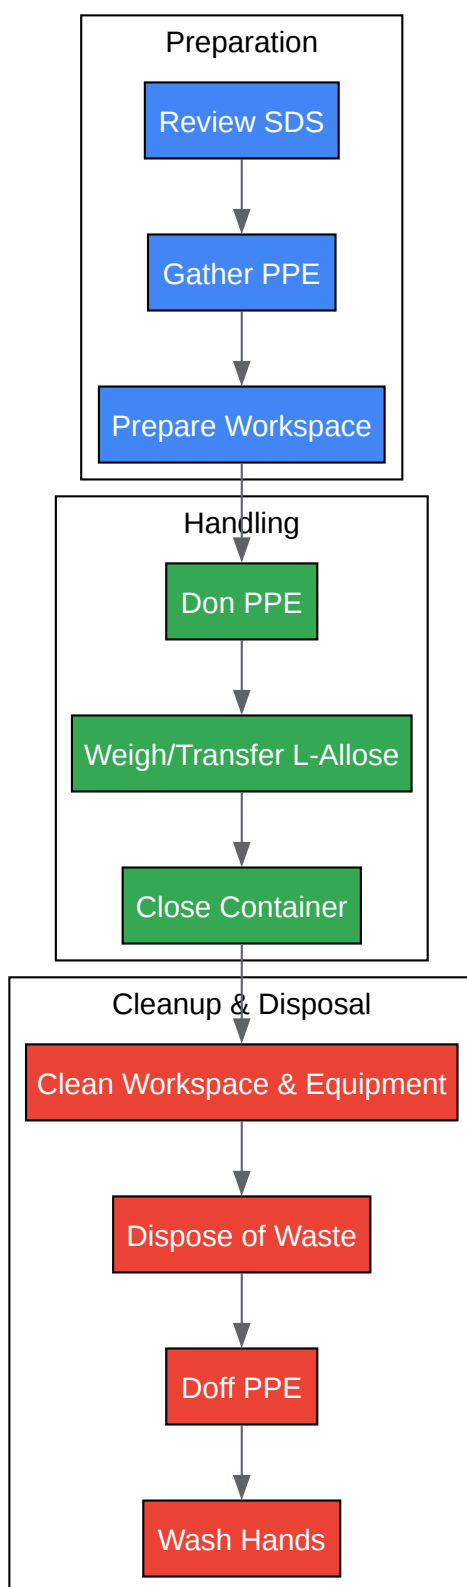 Preparation
Review SDS
Gather PPE
Prepare Workspace
Handling
Don PPE
Weigh/Transfer L-Allose
Close Container
Cleanup & Disposal
Clean Workspace & Equipment
Dispose of Waste
Doff PPE
Wash Hands